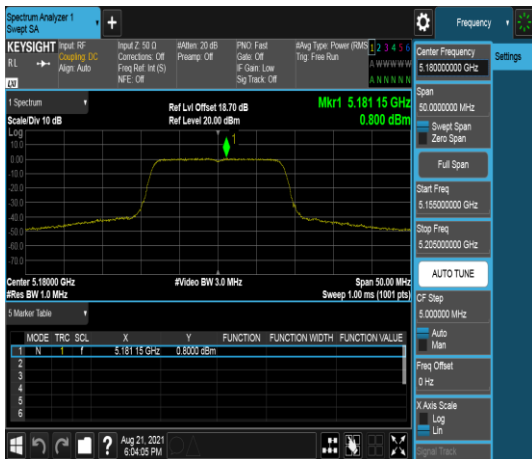 Spectrum Analyzer 1
Swept SA
Frequency
KEYSIGHT
RL
LXI
Input: RF
Coupling: DC
Align: Auto
Input Z: 50 Ω
Corrections: Off
Freq Ref: Int (S)
NFE: Off
#Atten: 20 dB
Preamp: Off
PNO: Fast
Gate: Off
IF Gain: Low
Sig Track: Off
#Avg Type: Power (RMS
Trig: Free Run
1 2 3 4 5 6
A W W W W W
A N N N N N
1 Spectrum
Scale/Div 10 dB
Ref Lvl Offset 18.70 dB
Ref Level 20.00 dBm
Mkr1 5.181 15 GHz
0.800 dBm
Log
10.0
0.00
-10.0
-20.0
-30.0
-40.0
-50.0
-60.0
-70.0
1
Center 5.18000 GHz
#Res BW 1.0 MHz
#Video BW 3.0 MHz
Span 50.00 MHz
Sweep 1.00 ms (1001 pts)
5 Marker Table
MODE TRC SCL X Y FUNCTION FUNCTION WIDTH FUNCTION VALUE
1 N 1 f 5.181 15 GHz 0.8000 dBm
2
3
4
5
6
Aug 21, 2021
6:04:05 PM
Center Frequency
5.180000000 GHz
Span
50.0000000 MHz
Swept Span
Zero Span
Full Span
Start Freq
5.155000000 GHz
Stop Freq
5.205000000 GHz
AUTO TUNE
CF Step
5.000000 MHz
Auto
Man
Freq Offset
0 Hz
X Axis Scale
Log
Lin
Signal Track
Settings